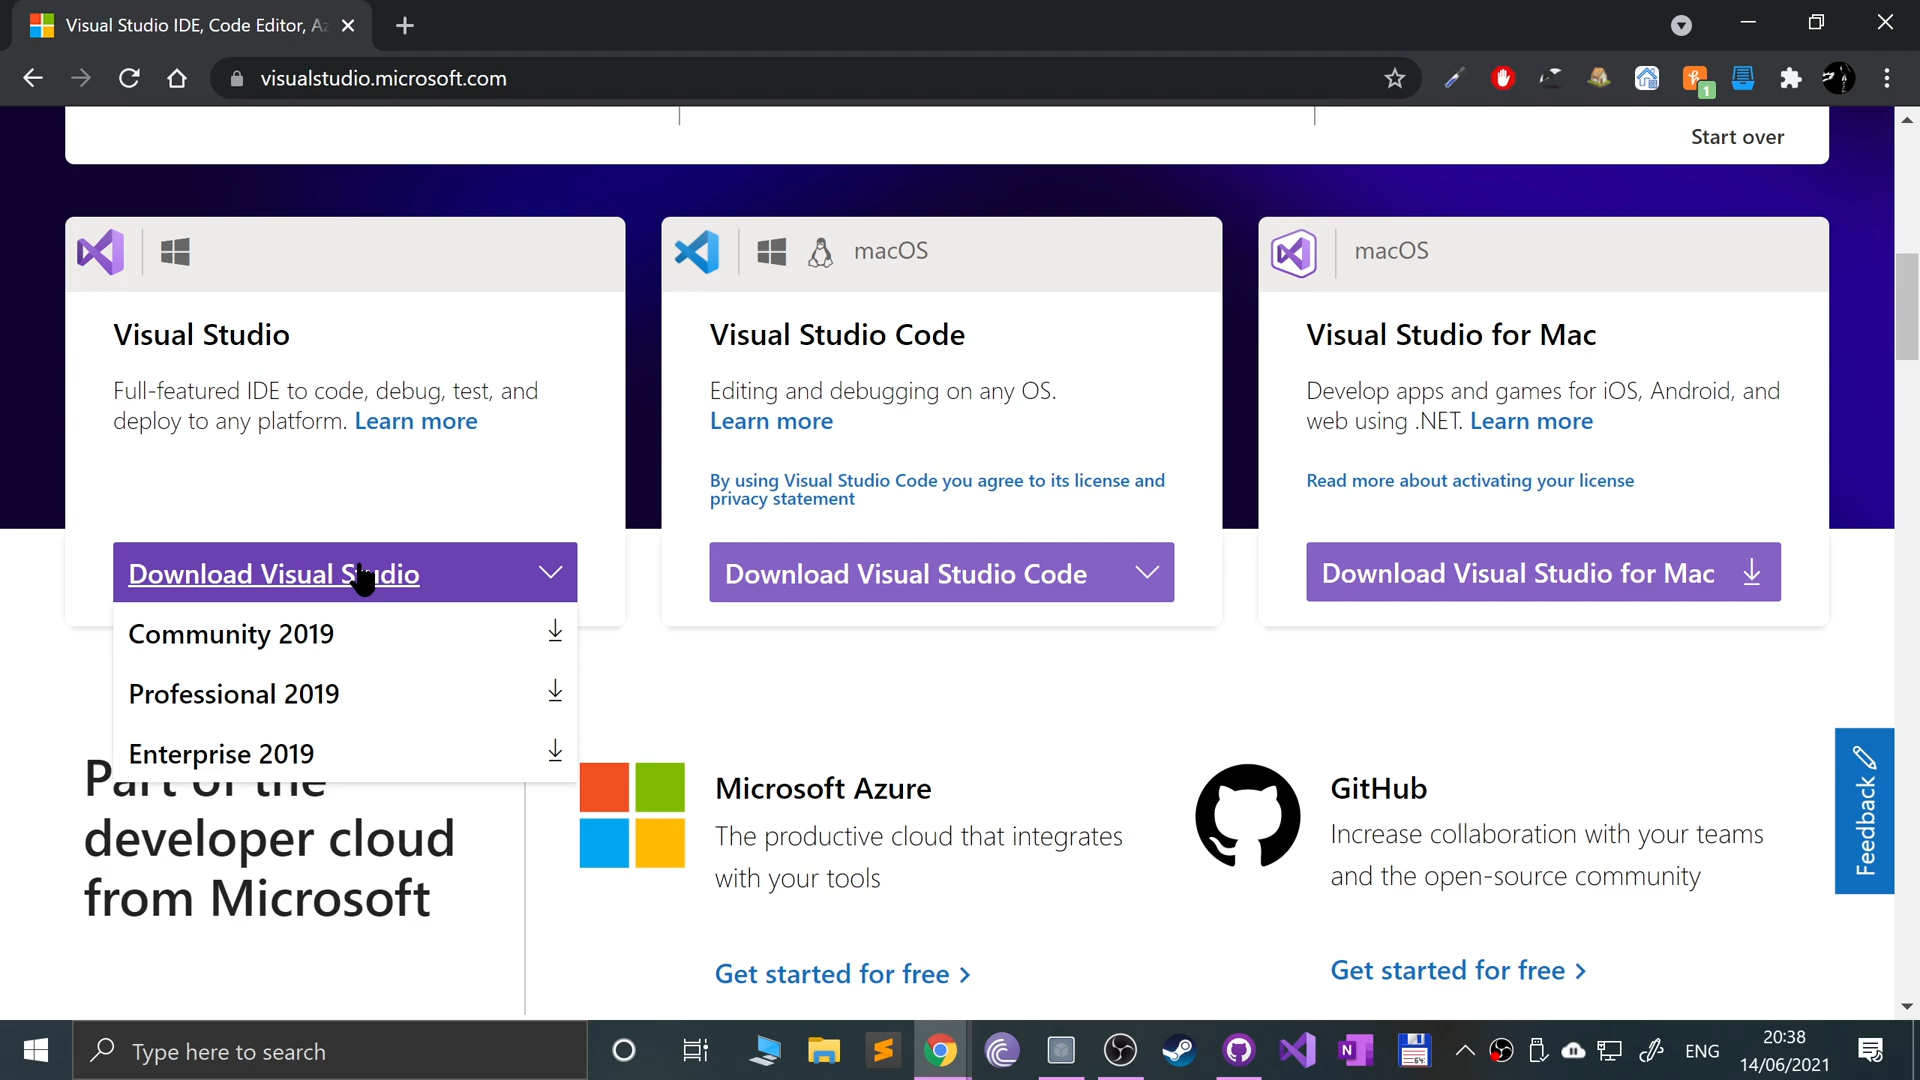 Visual Studio IDE, Code Editor, Az
visualstudio.microsoft.com
1
Start over
macOS
macOS
Visual Studio
Full-featured IDE to code, debug, test, and
deploy to any platform. Learn more
Download Visual Studio
Community 2019
Professional 2019
Enterprise 2019
Visual Studio Code
Editing and debugging on any OS.
Learn more
By using Visual Studio Code you agree to its license and
privacy statement
Download Visual Studio Code
Visual Studio for Mac
Develop apps and games for iOS, Android, and
web using .NET. Learn more
Read more about activating your license
Download Visual Studio for Mac
Part of the
developer cloud
from Microsoft
Microsoft Azure
The productive cloud that integrates
with your tools
Get started for free
GitHub
Increase collaboration with your teams
and the open-source community
Get started for free
Feedback
Type here to search
N
64
ENG
20:38
14/06/2021